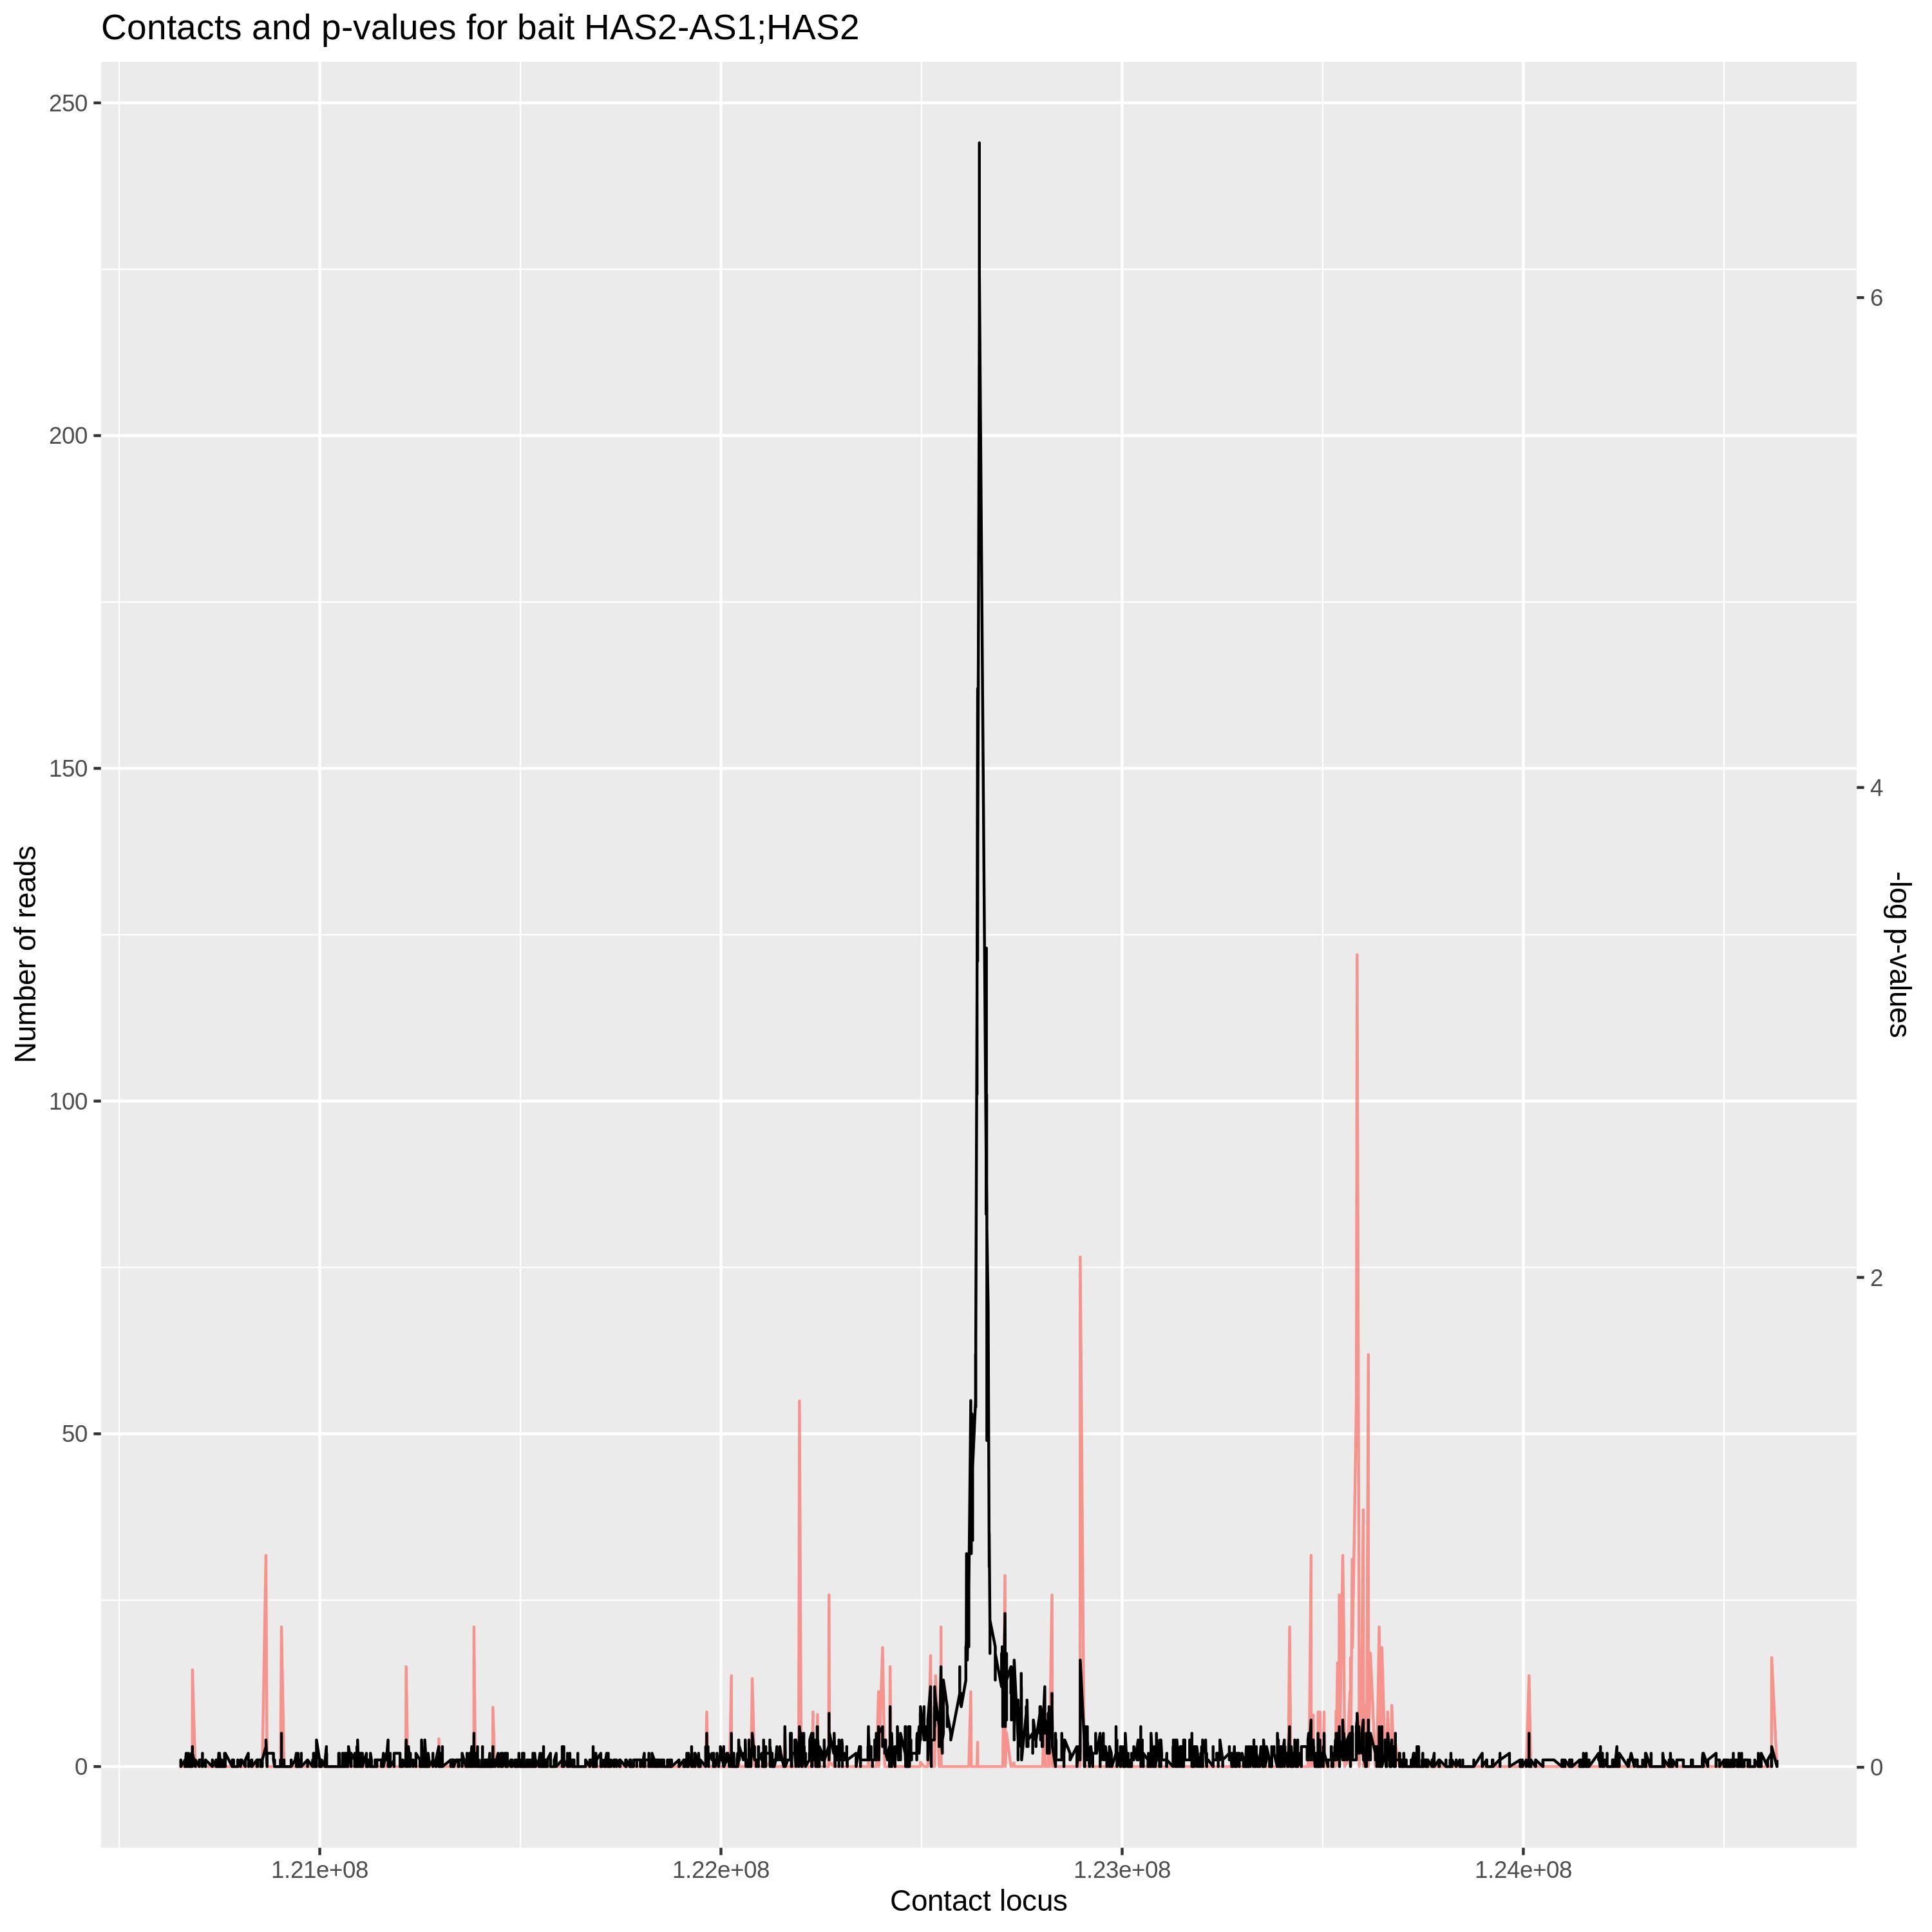 Contacts and p-values for bait HAS2-AS1;HAS2
250
200
150
100
50
0
Number of reads
6
4
2
0
-log p-values
1.21e+08
1.22e+08
1.23e+08
1.24e+08
Contact locus